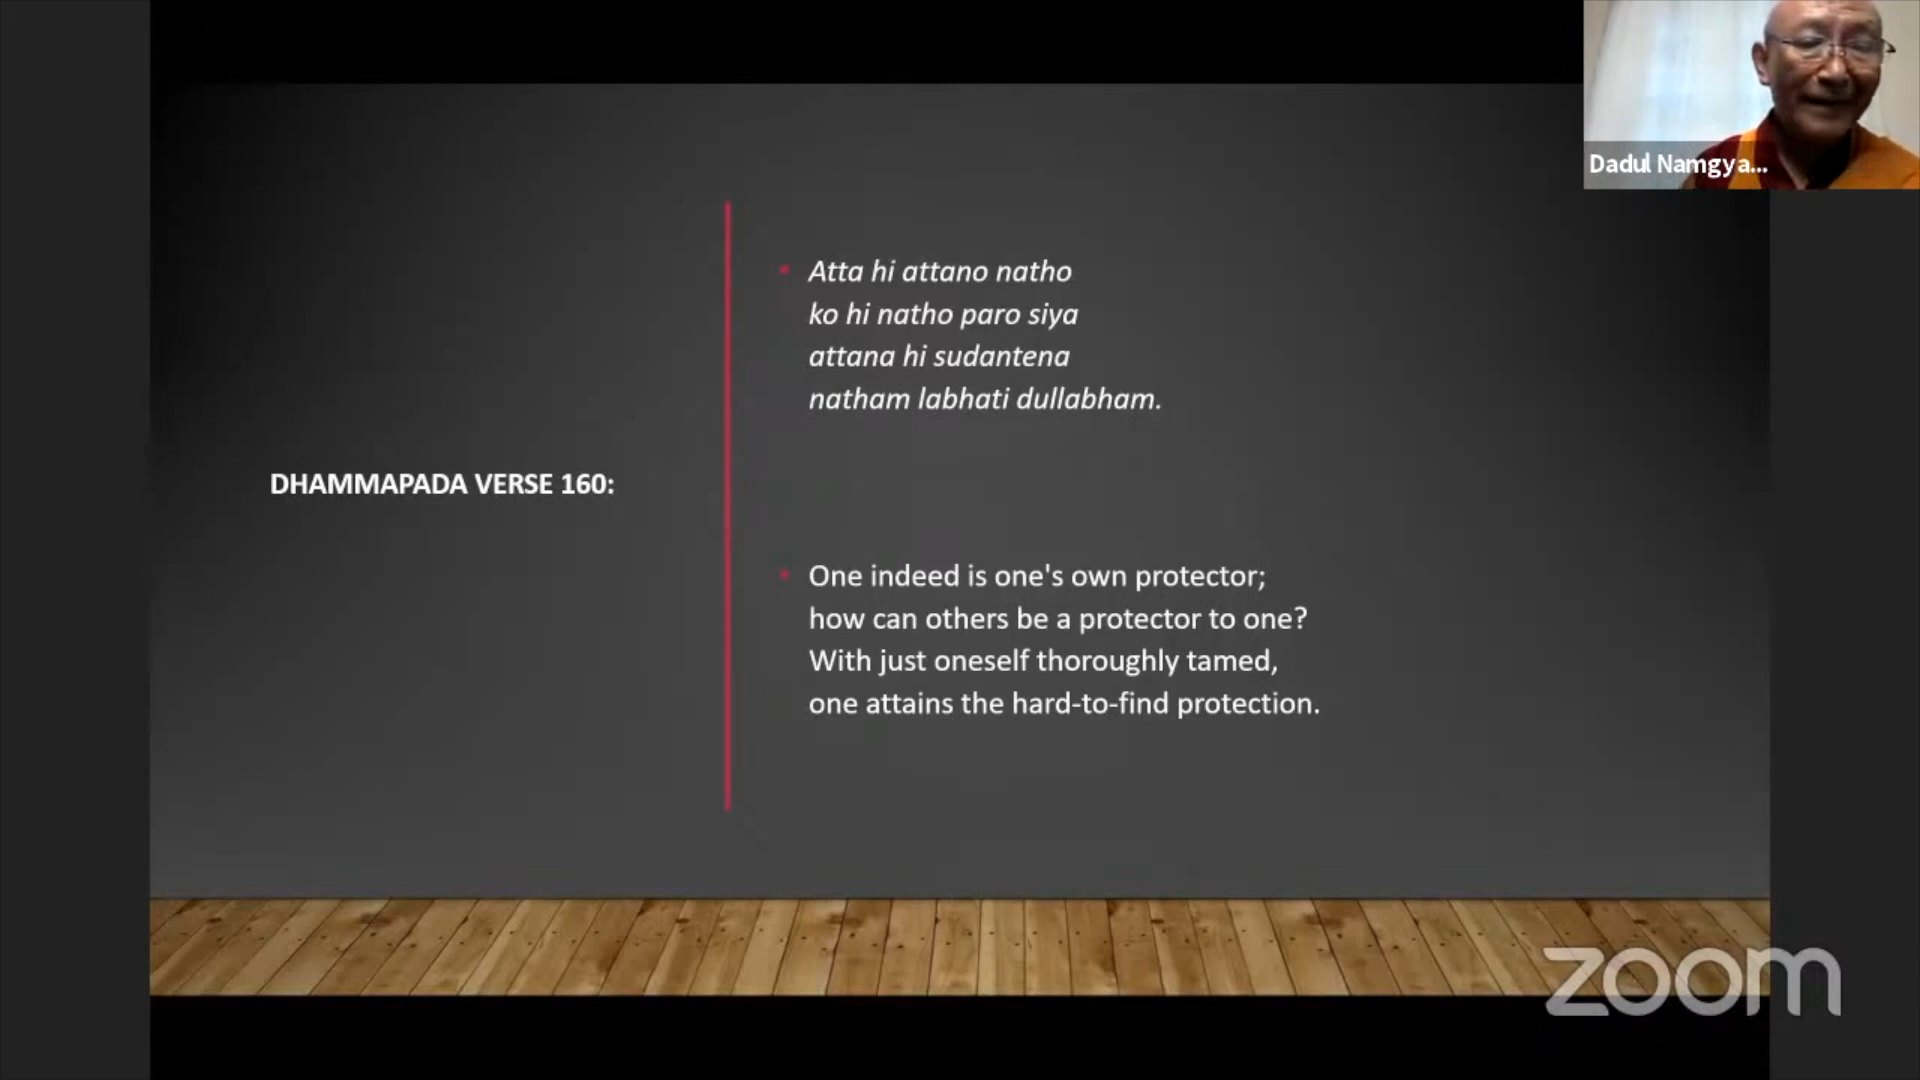 Dadul Namgya...
Atta hi attano natho
ko hi natho paro siya
attana hi sudantena
natham labhati dullabham.
DHAMMAPADA VERSE 160:
One indeed is one's own protector;
how can others be a protector to one?
With just oneself thoroughly tamed,
one attains the hard-to-find protection.
zoom